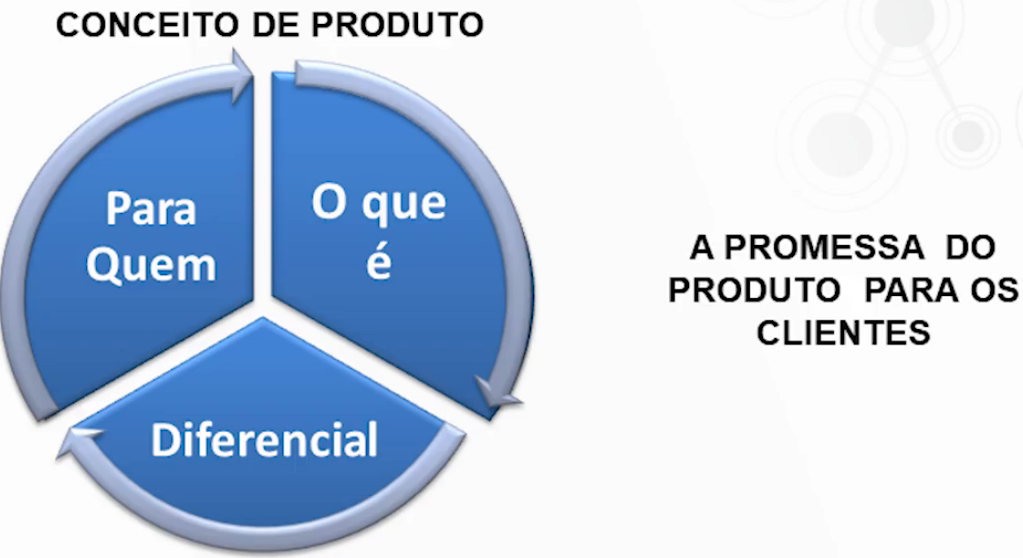 CONCEITO DE PRODUTO
O que
é
Diferencial
Para
Quem
A PROMESSA DO
PRODUTO PARA OS
CLIENTES